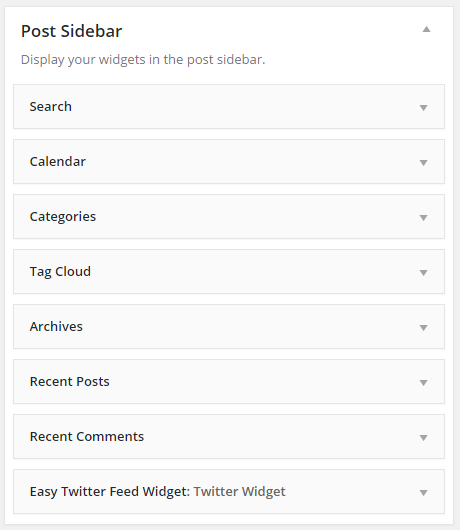 Post Sidebar
Display your widgets in the post sidebar.
Search
Calendar
Categories
Tag Cloud
Archives
Recent Posts
Recent Comments
Easy Twitter Feed Widget: Twitter Widget